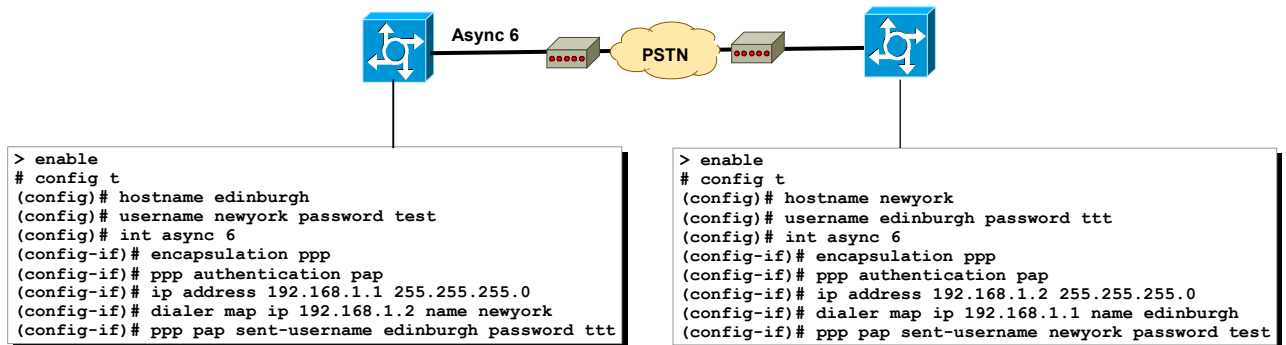 Async 6
PSTN
> enable
# config t
(config)# hostname edinburgh
(config)# username newyork password test
(config)# int async 6
(config-if)# encapsulation ppp
(config-if)# ppp authentication pap
(config-if)# ip address 192.168.1.1 255.255.255.0
(config-if)# dialer map ip 192.168.1.2 name newyork
(config-if)# ppp pap sent-username edinburgh password ttt
> enable
# config t
(config)# hostname newyork
(config)# username edinburgh password ttt
(config)# int async 6
(config-if)# encapsulation ppp
(config-if)# ppp authentication pap
(config-if)# ip address 192.168.1.2 255.255.255.0
(config-if)# dialer map ip 192.168.1.1 name edinburgh
(config-if)# ppp pap sent-username newyork password test